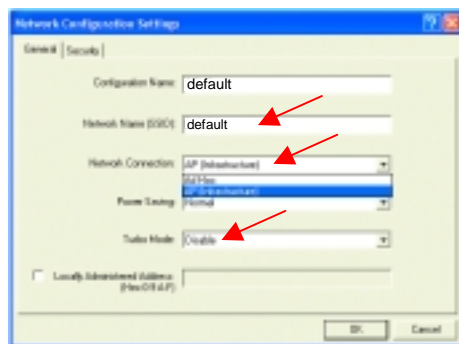 Network Configuration Settings
General Security
Configuration Name: default
Network Name (SSID): default
Network Connection: AP (Infrastructure)
Ad Hoc
AP (Infrastructure)
Power Saving: Normal
Turbo Mode: Disable
Locally Administered Address:
OK Cancel